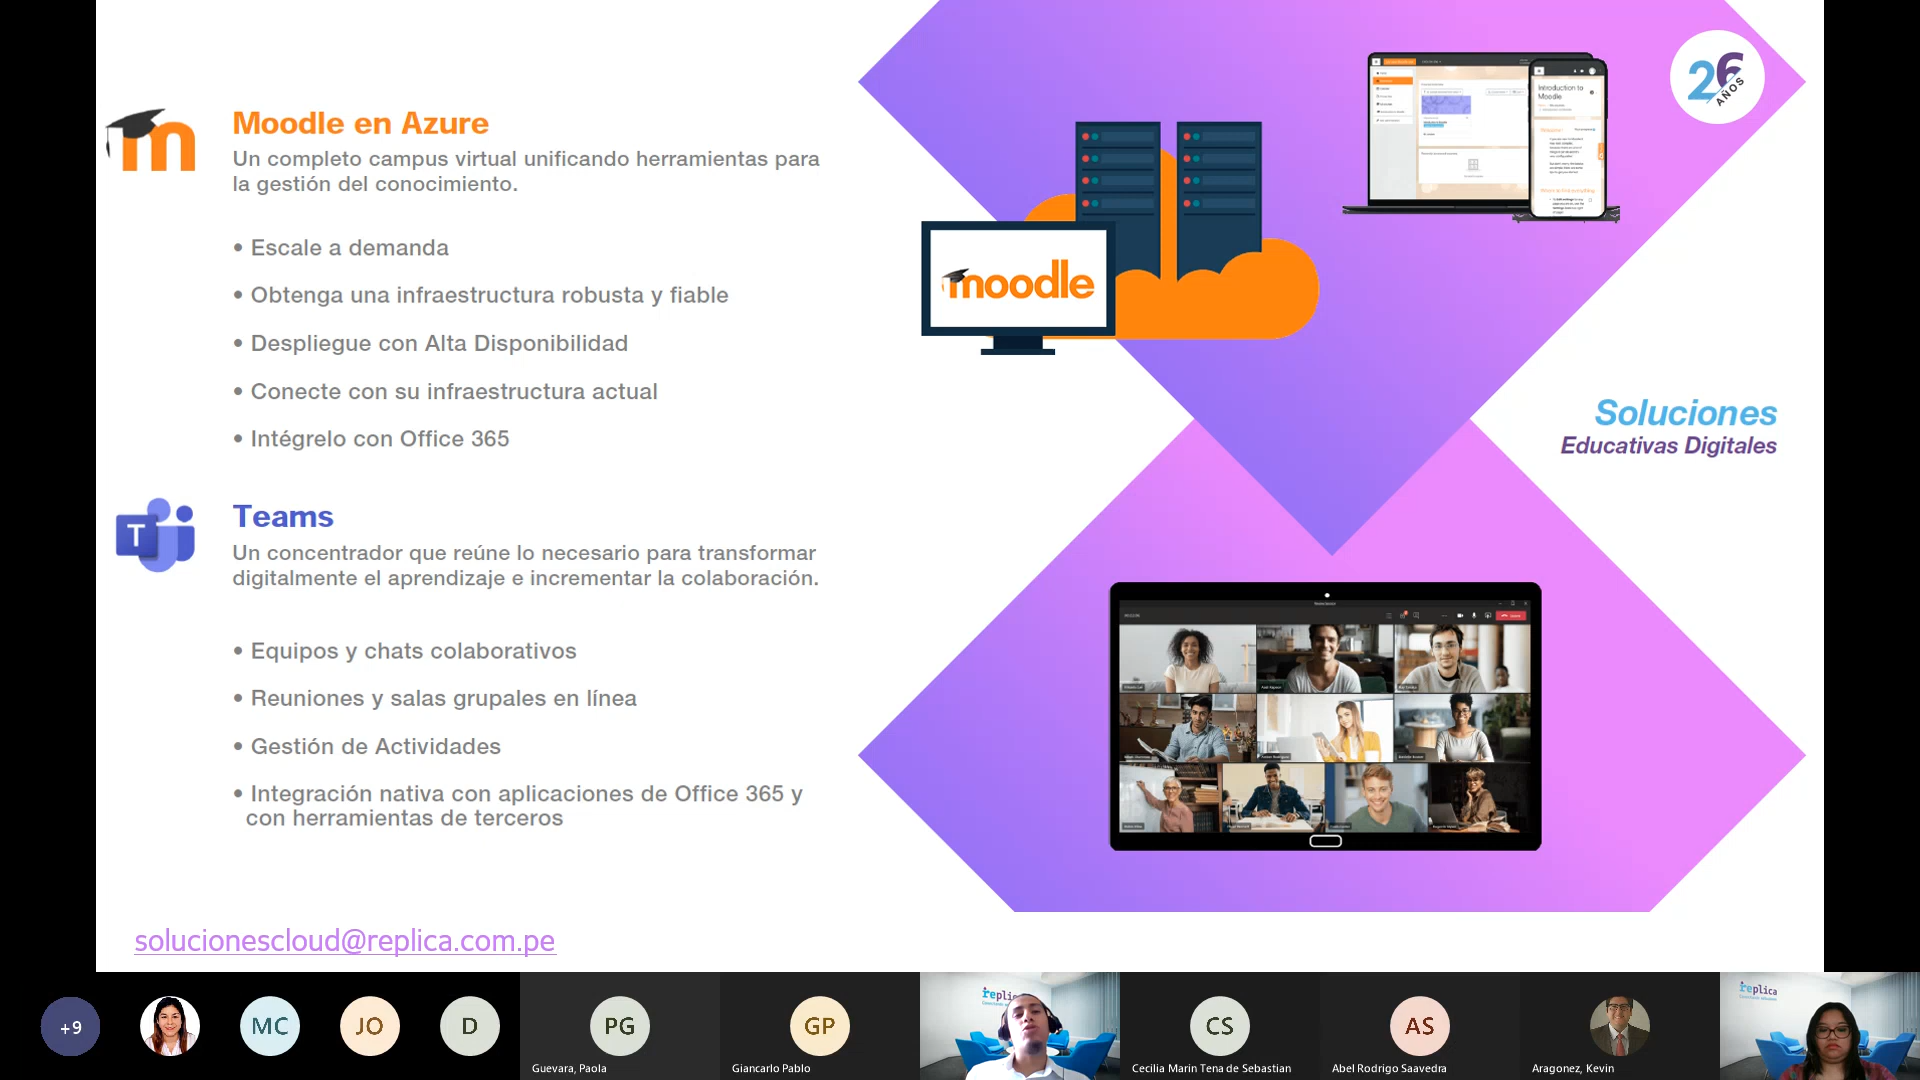 m
Moodle en Azure
Un completo campus virtual unificando herramientas para
la gestión del conocimiento.
• Escale a demanda
• Obtenga una infraestructura robusta y fiable
• Despliegue con Alta Disponibilidad
• Conecte con su infraestructura actual
• Intégrelo con Office 365
T
Teams
Un concentrador que reúne lo necesario para transformar
digitalmente el aprendizaje e incrementar la colaboración.
• Equipos y chats colaborativos
• Reuniones y salas grupales en línea
• Gestión de Actividades
• Integración nativa con aplicaciones de Office 365 y
con herramientas de terceros
solucionescloud@replica.com.pe
moodle
Introduction to
Moodle
26
AÑOS
Soluciones
Educativas Digitales
+9
MC
JO
D
PG
Guevara, Paola
GP
Giancarlo Pablo
CS
Cecilia Marin Tena de Sebastian
AS
Abel Rodrigo Saavedra
Aragonez, Kevin
replica